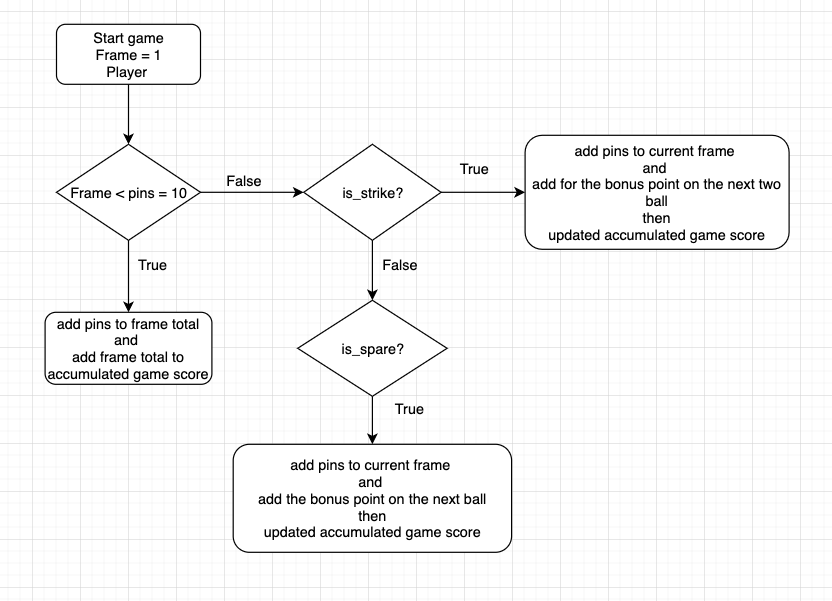 Start game
Frame = 1
Player
Frame < pins = 10
False
is_strike?
True
add pins to current frame
and
add for the bonus point on the next two
ball
then
updated accumulated game score
True
False
add pins to frame total
and
add frame total to
accumulated game score
is_spare?
True
add pins to current frame
and
add the bonus point on the next ball
then
updated accumulated game score